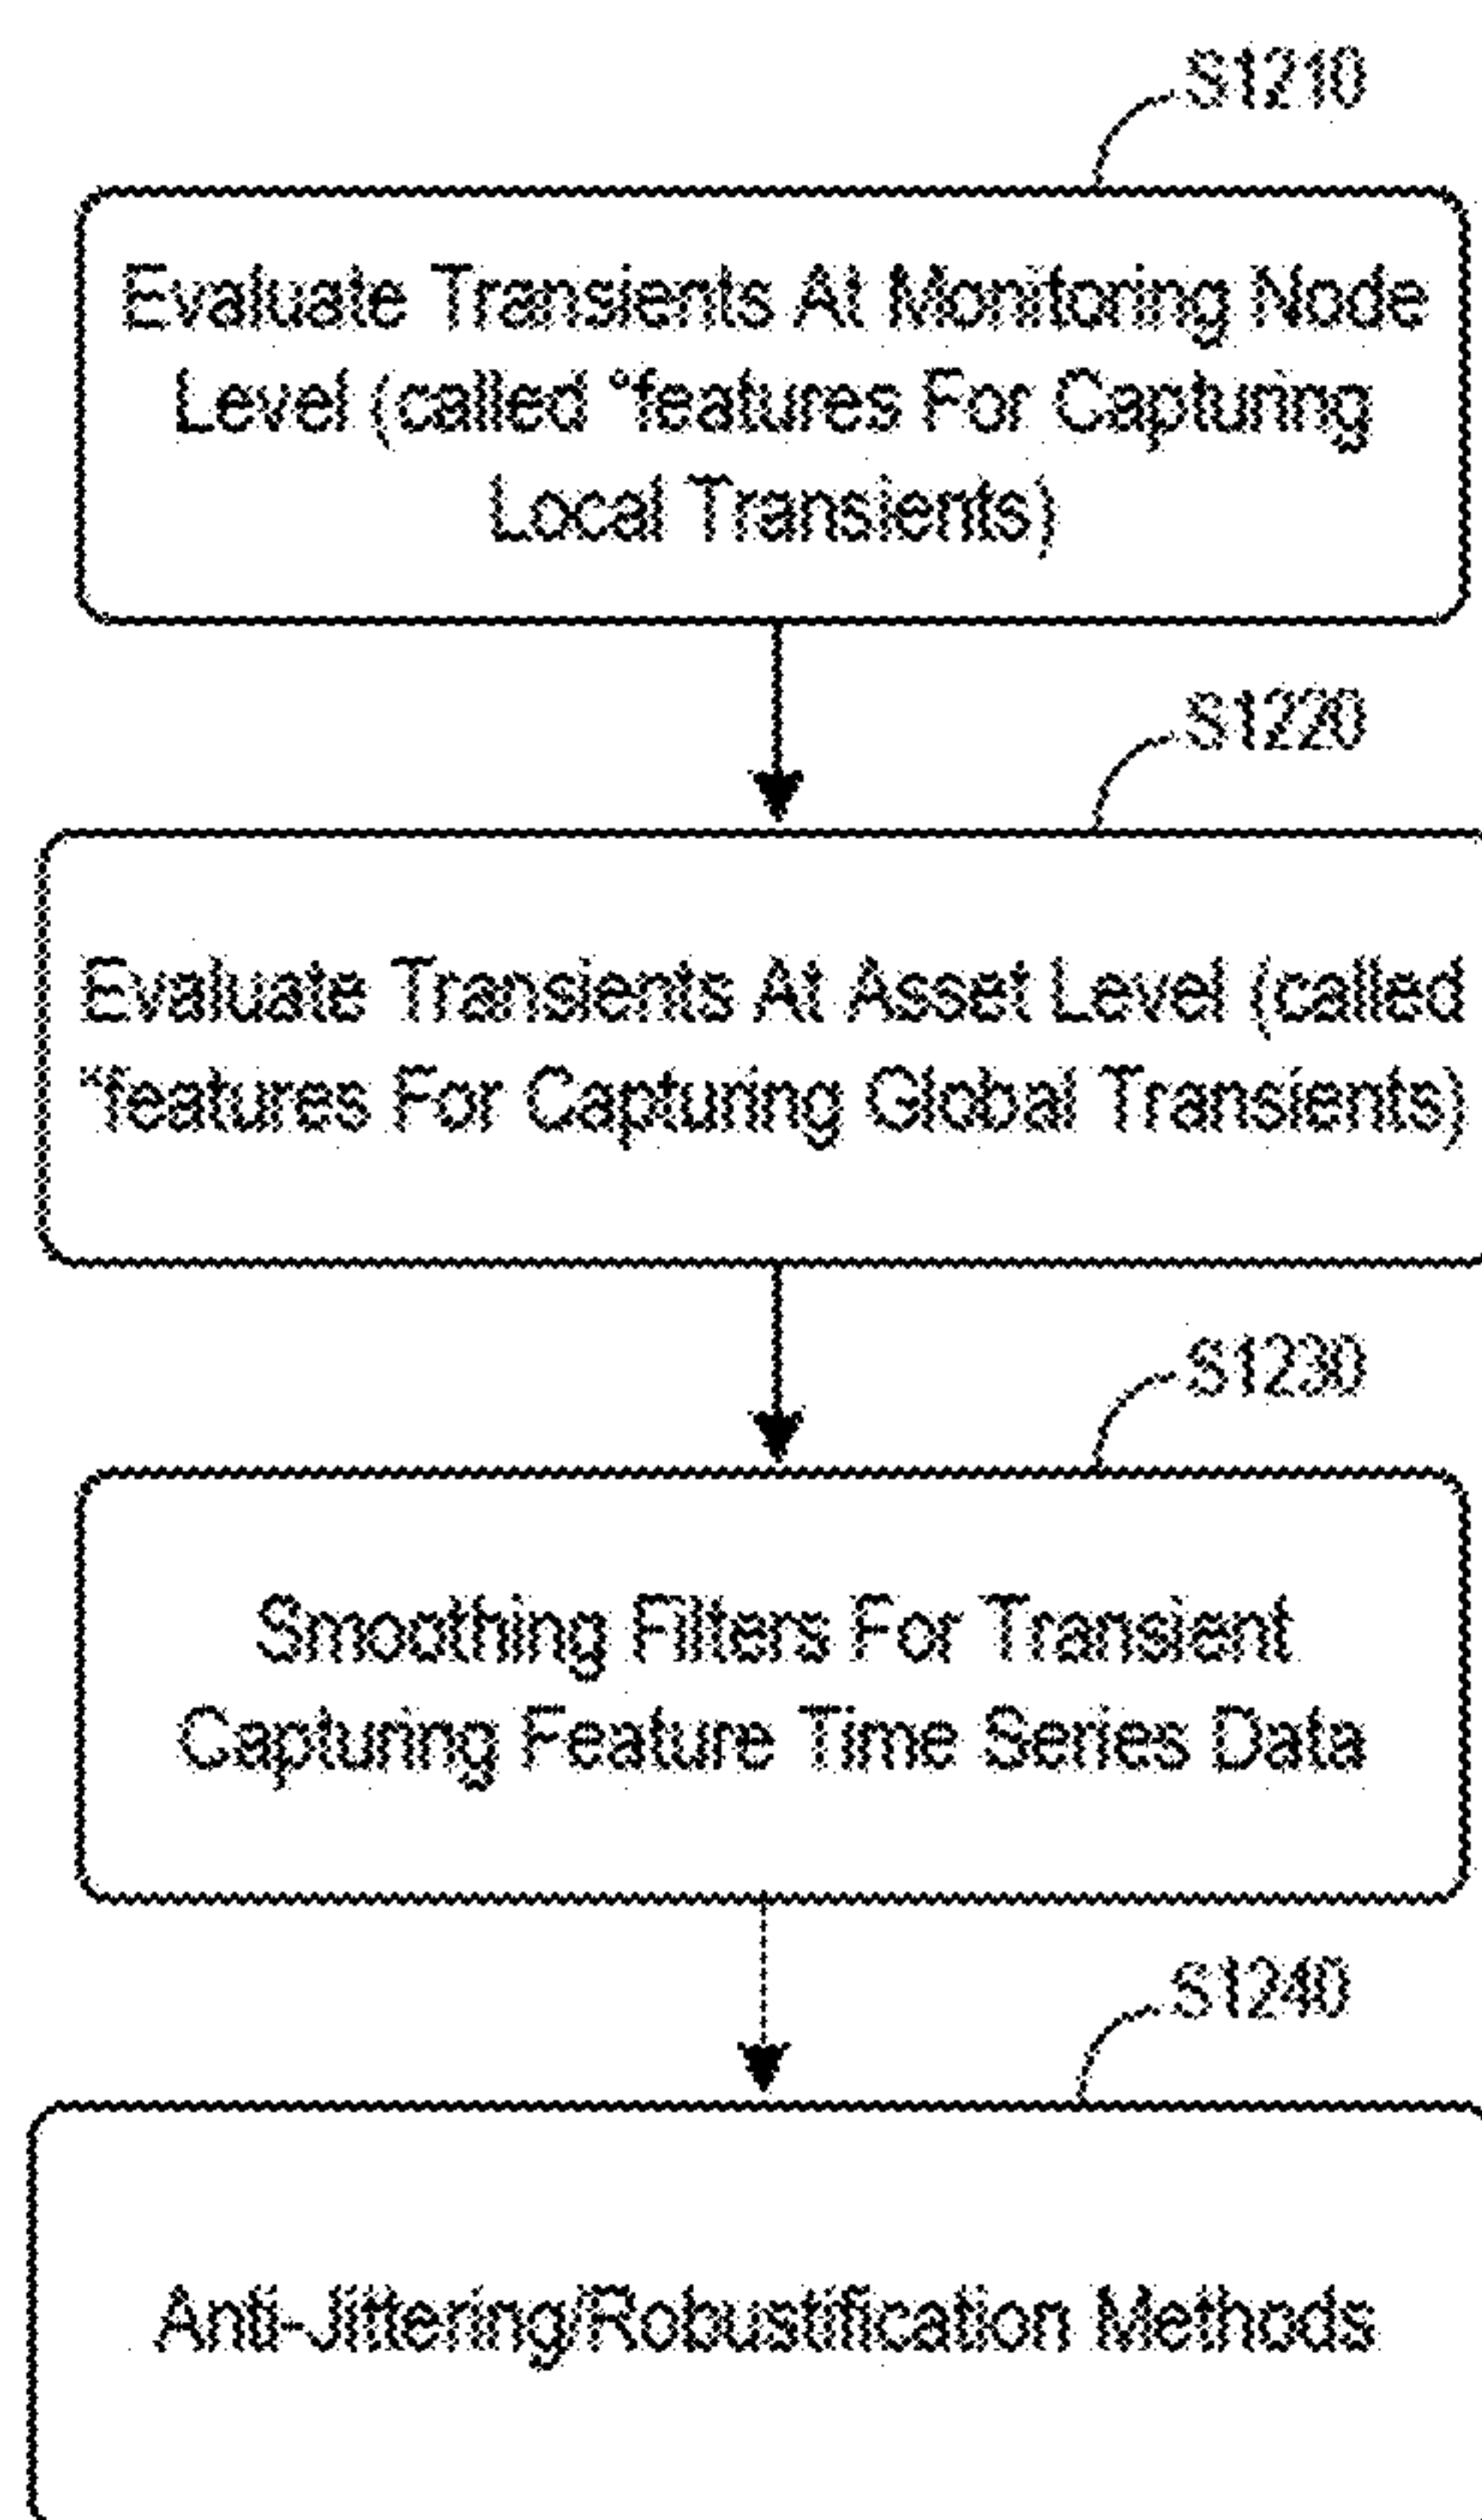 S1210
Evaluate Transients At Monitoring Node
Level (called "features For Capturing
Local Transients)
S1220
Evaluate Transients At Asset Level (called
"features For Capturing Global Transients)
S1230
Smoothing Filters For Transient
Capturing Feature Time Series Data
S1240
Anti-Jittering/Robustification Methods